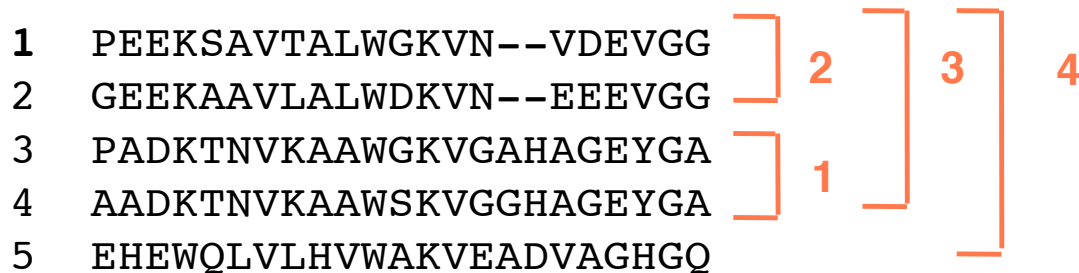 1 PEEKSAVTALWGKVN--VDEVGG
2 GEEKAAVLALWDKVN--EEEVGG
3 PADKTNVKAAWGKVGAHAGEYGA
4 AADKTNVKAAWSKVGGHAGEYGA
5 EHEWQLVLHVWAKVEADVAGHGQ
2
1
3
4